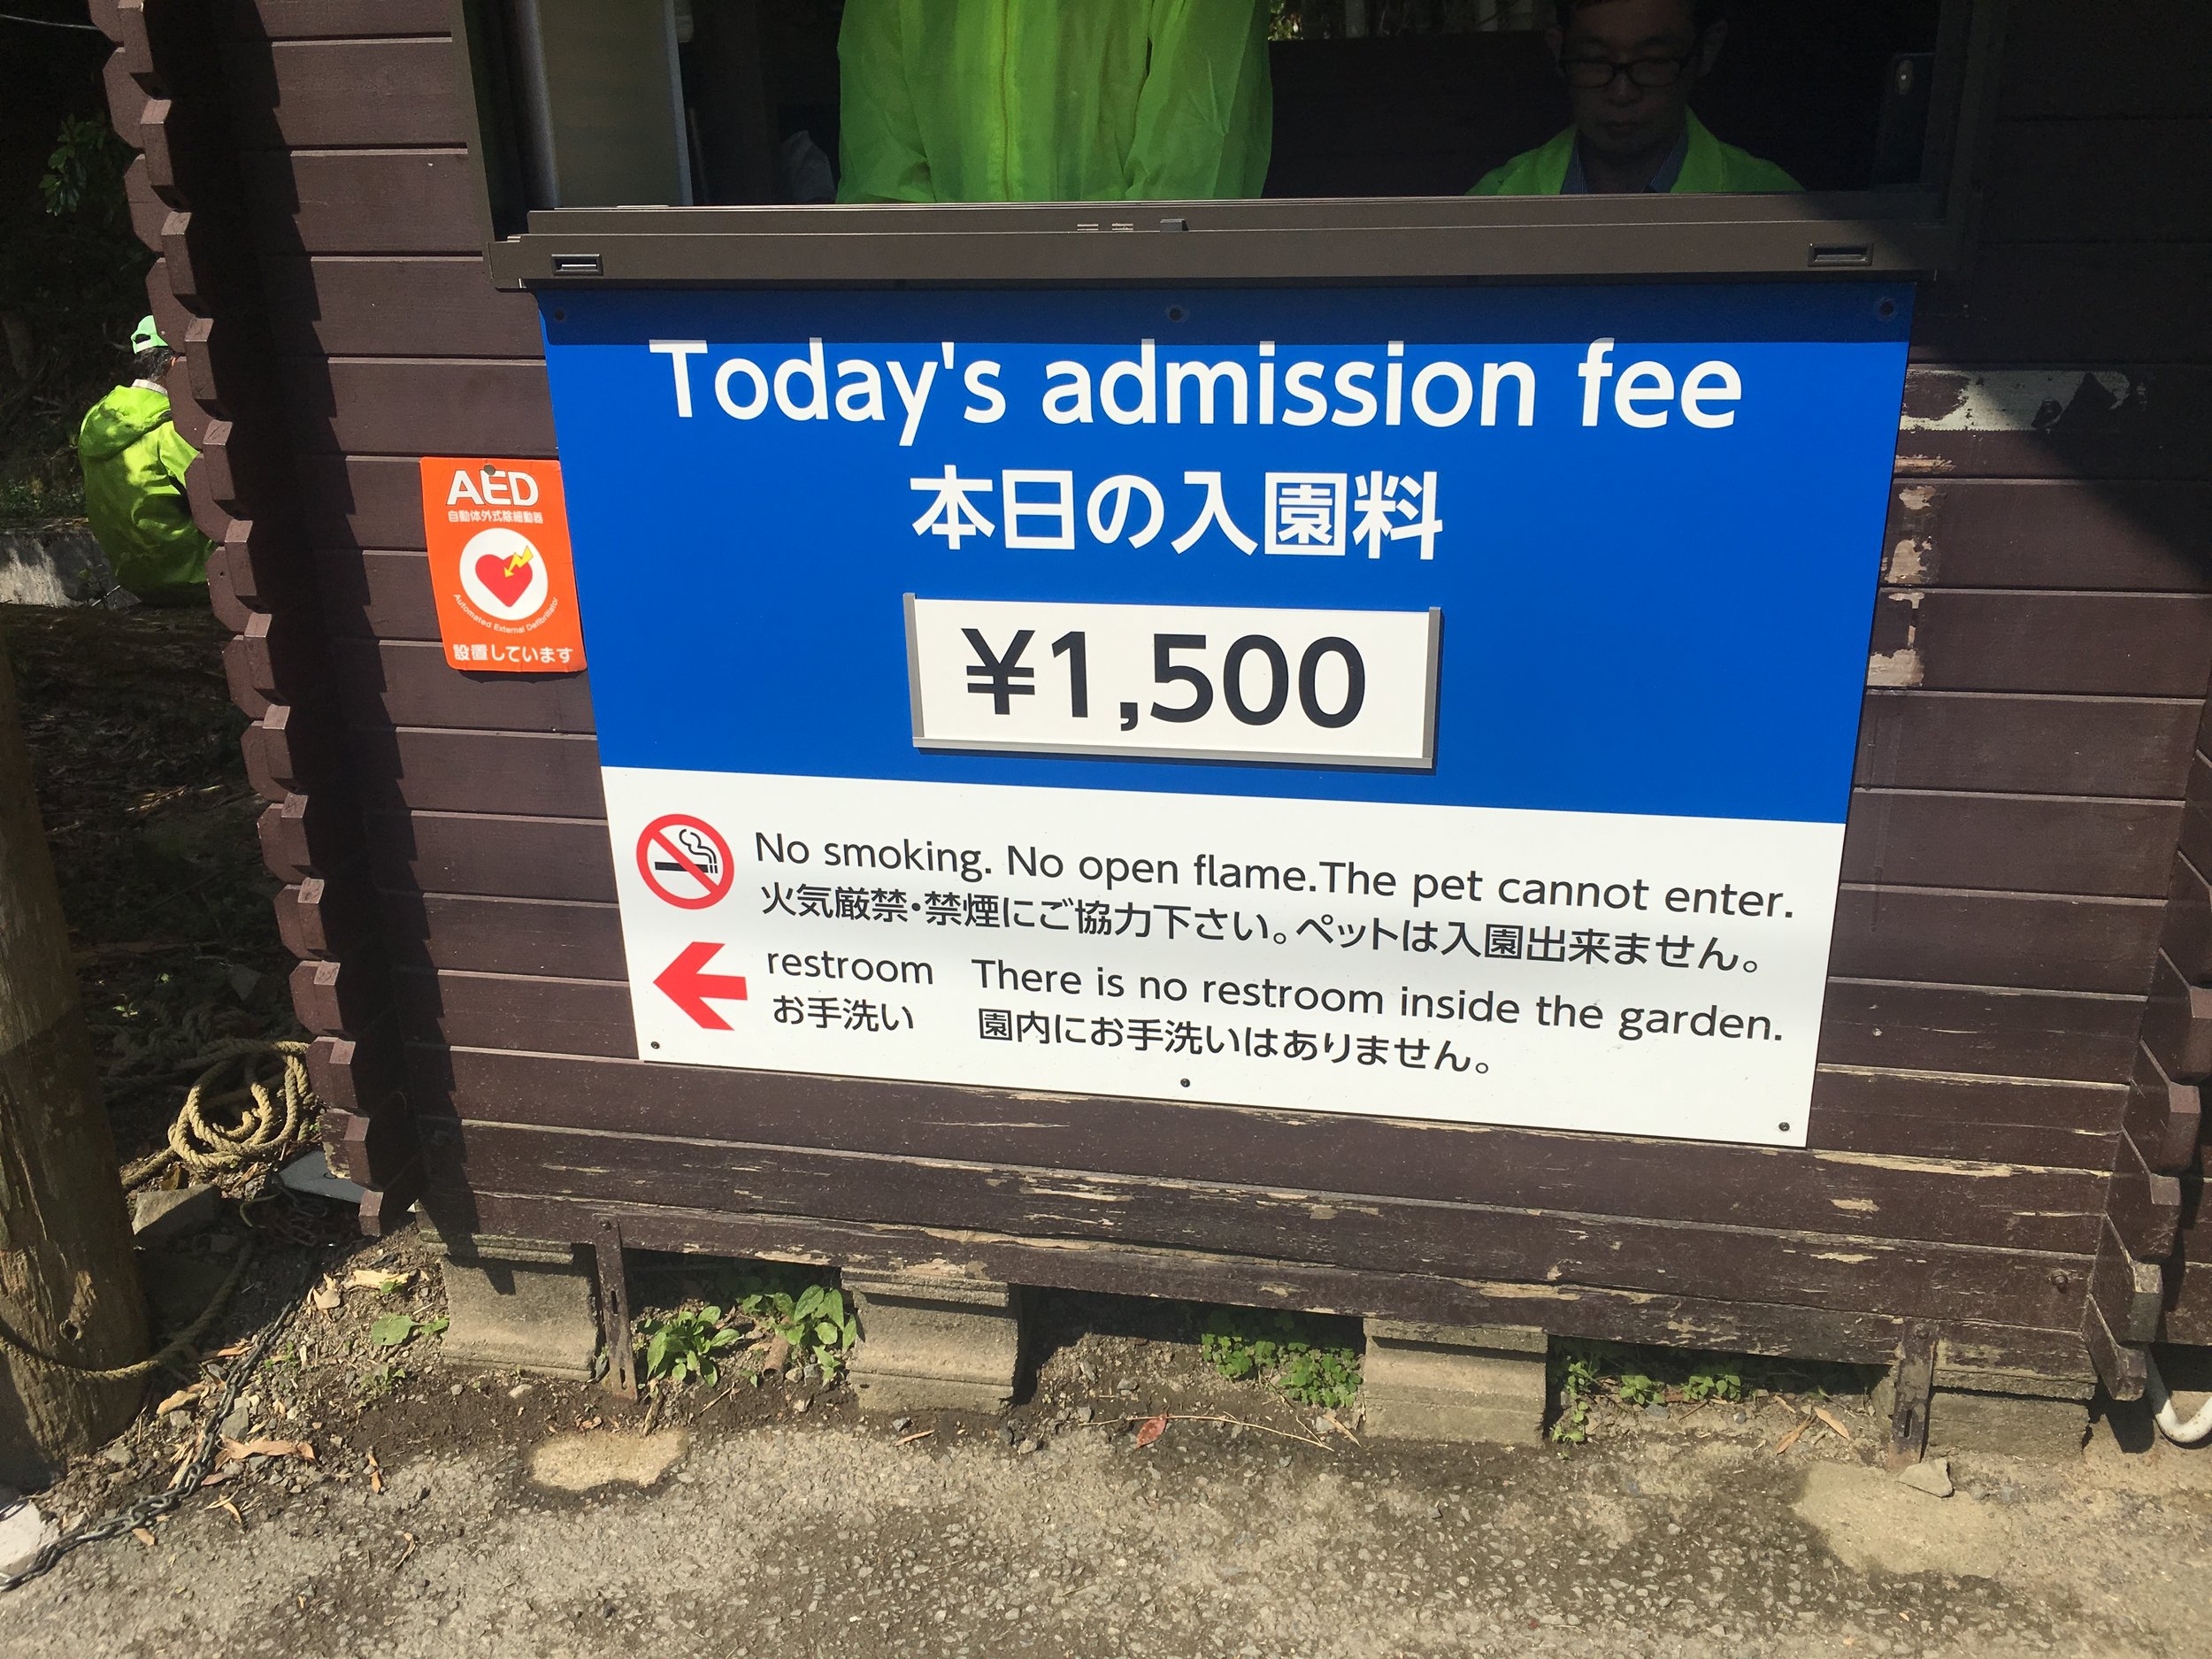 Today's admission fee
本日の入園料
¥1,500
No smoking. No open flame.The pet cannot enter.
火気厳禁・禁煙にご協力下さい。ペットは入園出来ません。
restroom There is no restroom inside the garden.
お手洗い 園内にお手洗いはありません。
AED
自動体外式除細動器
Automated External Defibrillator
設置しています